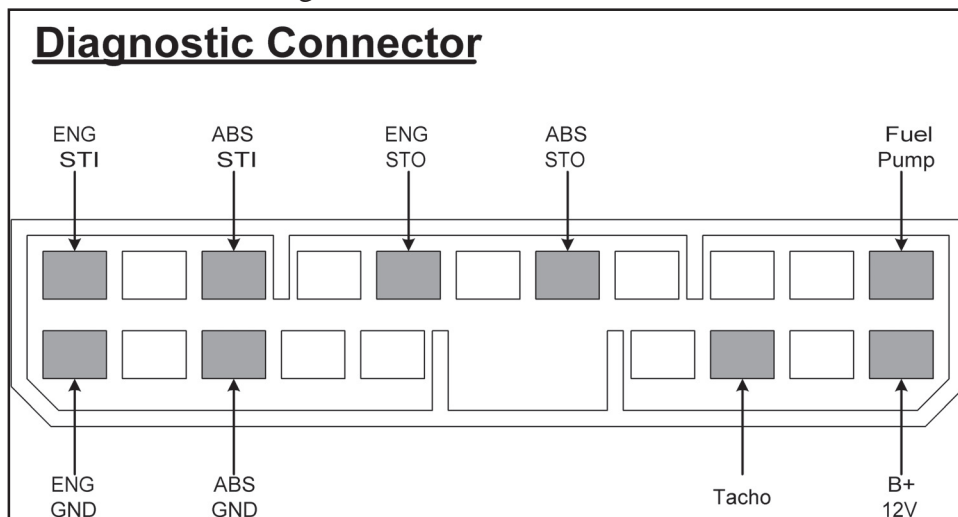 Diagnostic Connector
ENG
STI
ABS
STI
ENG
STO
ABS
STO
Fuel
Pump
ENG
GND
ABS
GND
Tacho
B+
12V